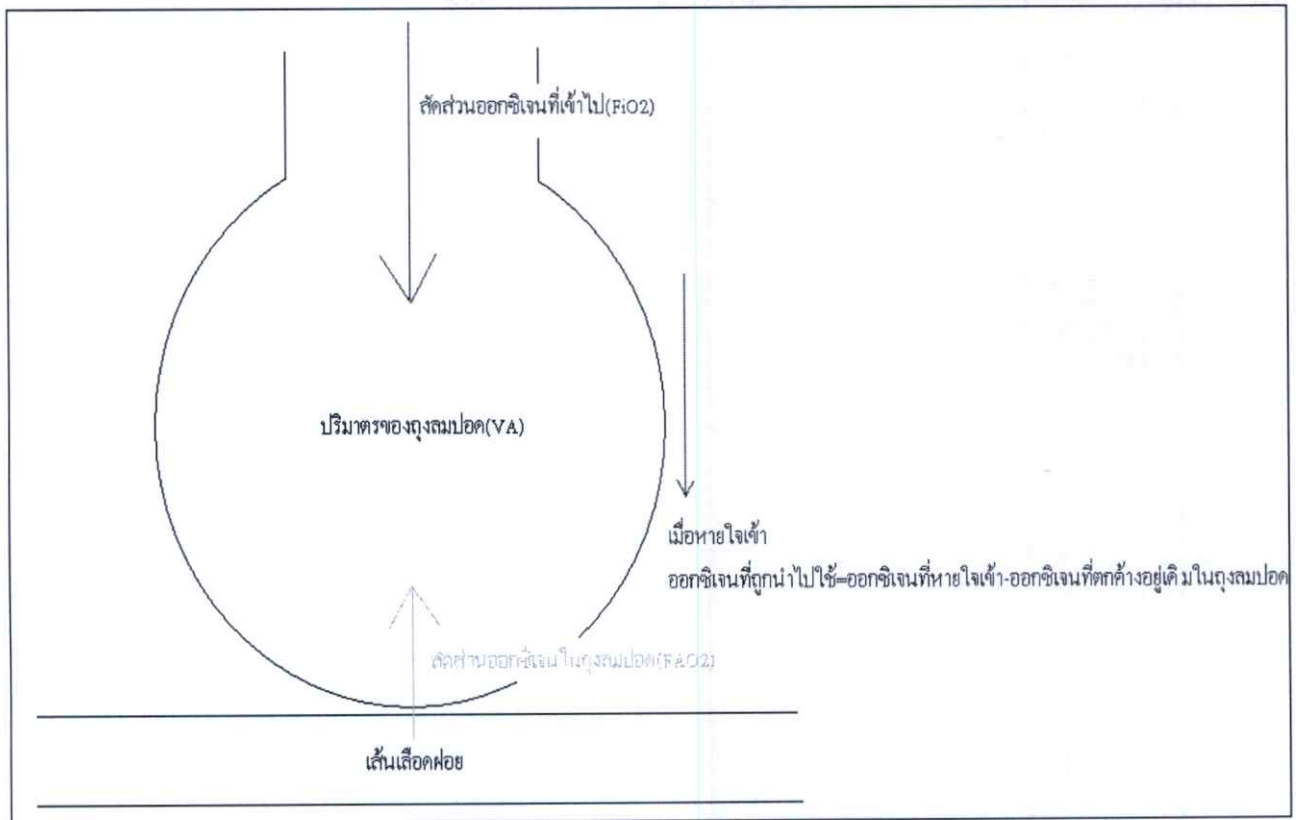 สัดส่วนออกซิเจนที่เข้าไป(FiO2)
ปริมาตรของถุงลมปอด(VA)
เมื่อหายใจเข้า
ออกซิเจนที่ถูกนำไปใช้=ออกซิเจนที่หายใจเข้า-ออกซิเจนที่ตกค้างอยู่เดิมในถุงลมปอด
สัดส่วนออกซิเจนในถุงลมปอด(FAO2)
เส้นเลือดฝอย